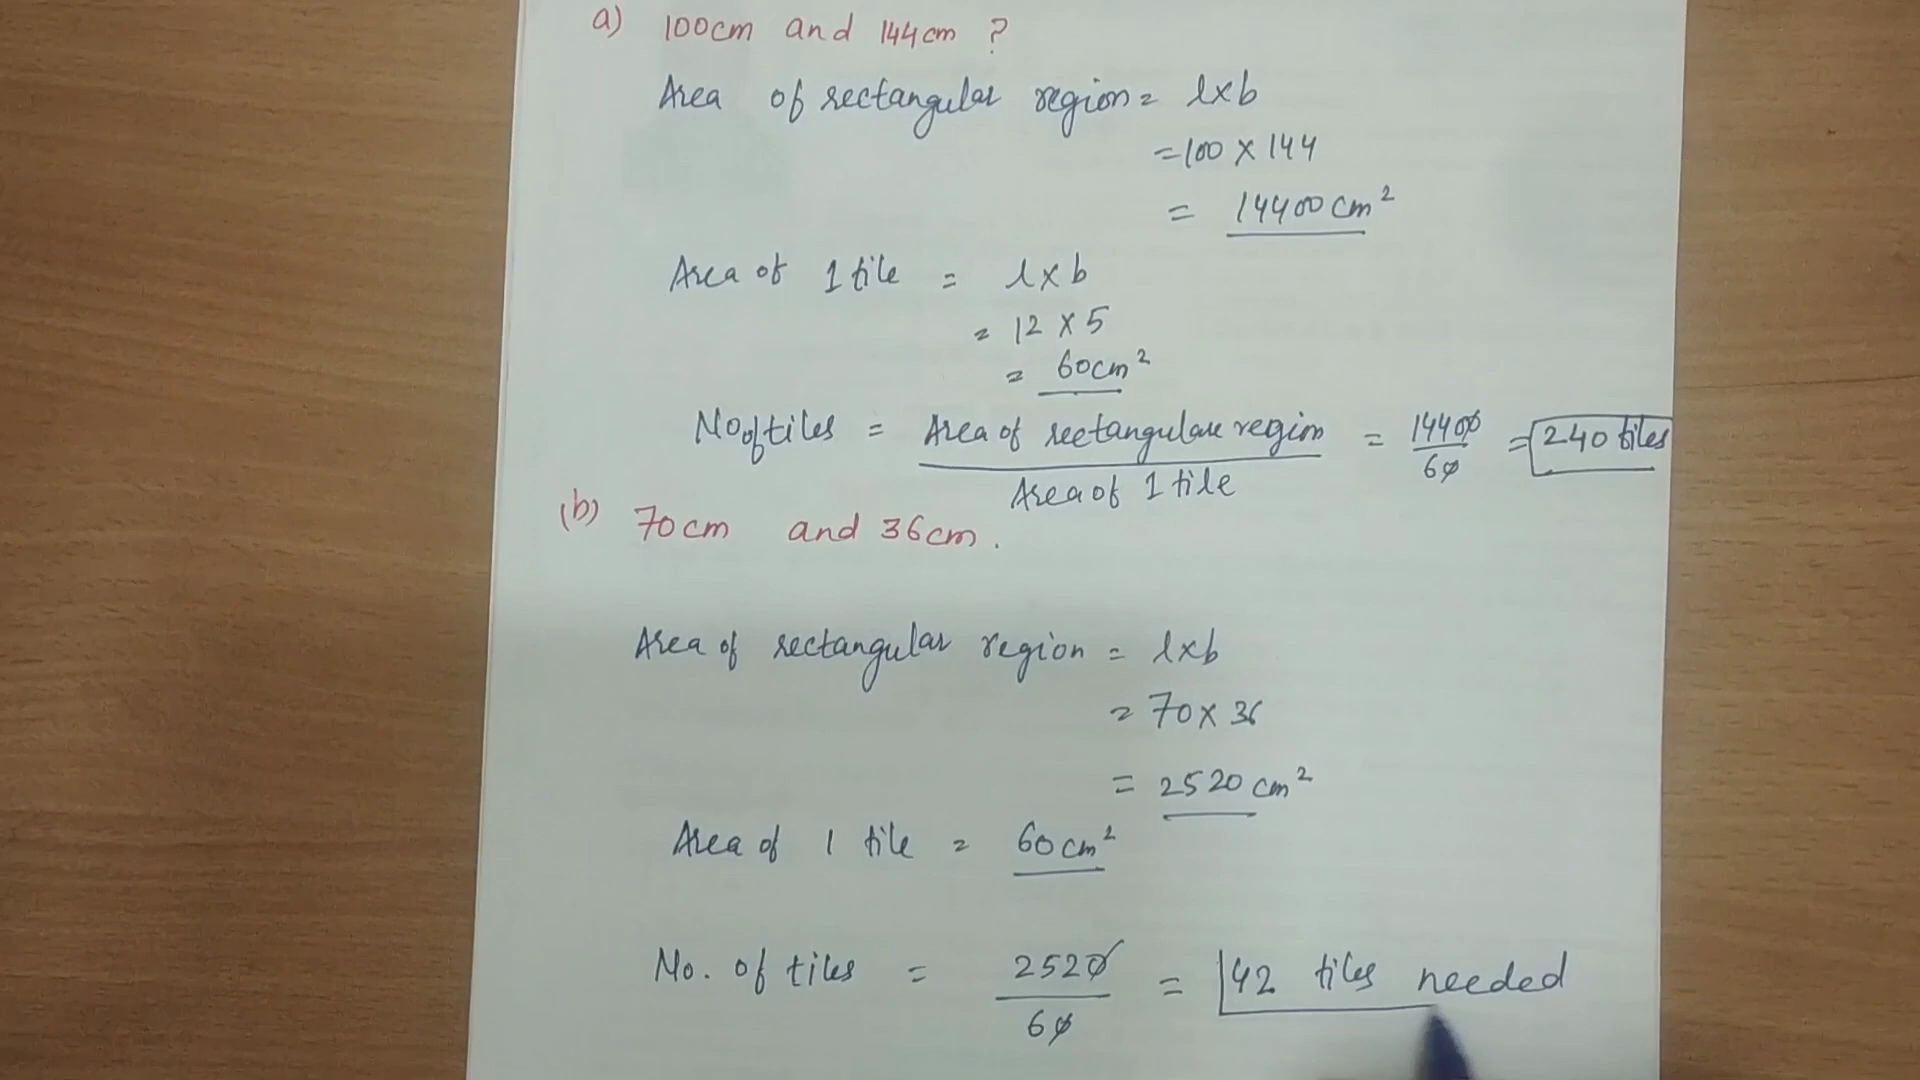 a) 100cm and 144cm ?
Area of rectangular region = l×b
= 100 × 144
= 14400 cm²
Area of 1 tile = l×b
= 12 × 5
= 60cm²
No of tiles = Area of rectangular region / Area of 1 tile = 14400/60 = 240 tiles
(b) 70cm and 36cm.
Area of rectangular region = l×b
= 70 × 36
= 2520 cm²
Area of 1 tile = 60 cm²
No. of tiles = 2520/60 = 42 tiles needed